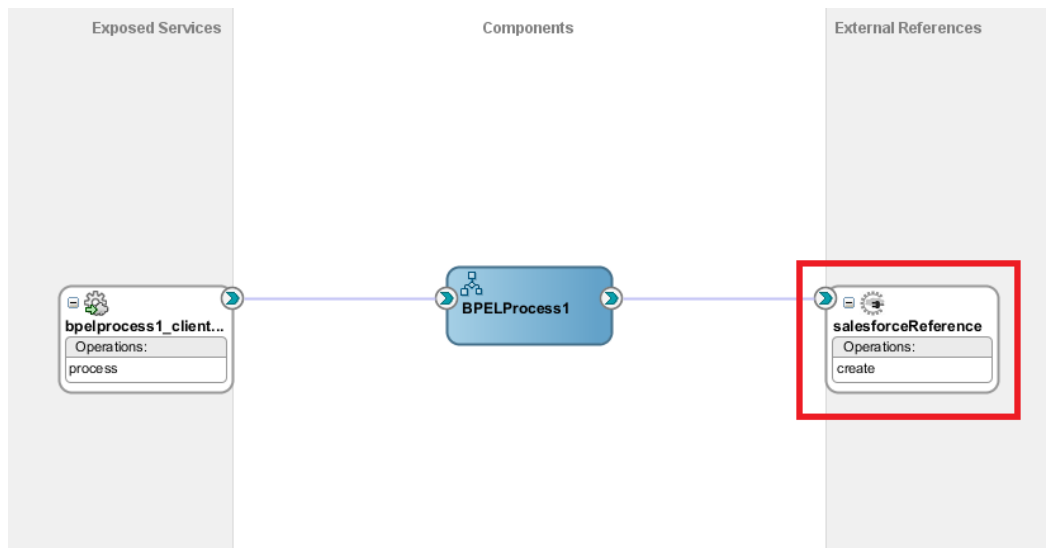 Exposed Services
Components
External References
bpelprocess1_client...
Operations:
process
BPELProcess1
salesforceReference
Operations:
create